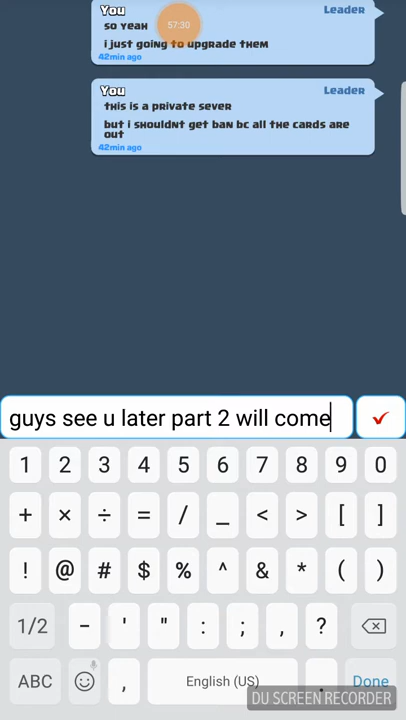 You Leader
57:30
so yeah
i just going to upgrade them
42min ago
You Leader
this is a private sever
but i shouldnt get ban bc all the cards are
out
42min ago
guys see u later part 2 will come
1 2 3 4 5 6 7 8 9 0
+ × ÷ = / _ < > [ ]
! @ # $ % ^ & * ( )
1/2 - ' " : ; , ?
ABC , English (US) . Done
DU SCREEN RECORDER